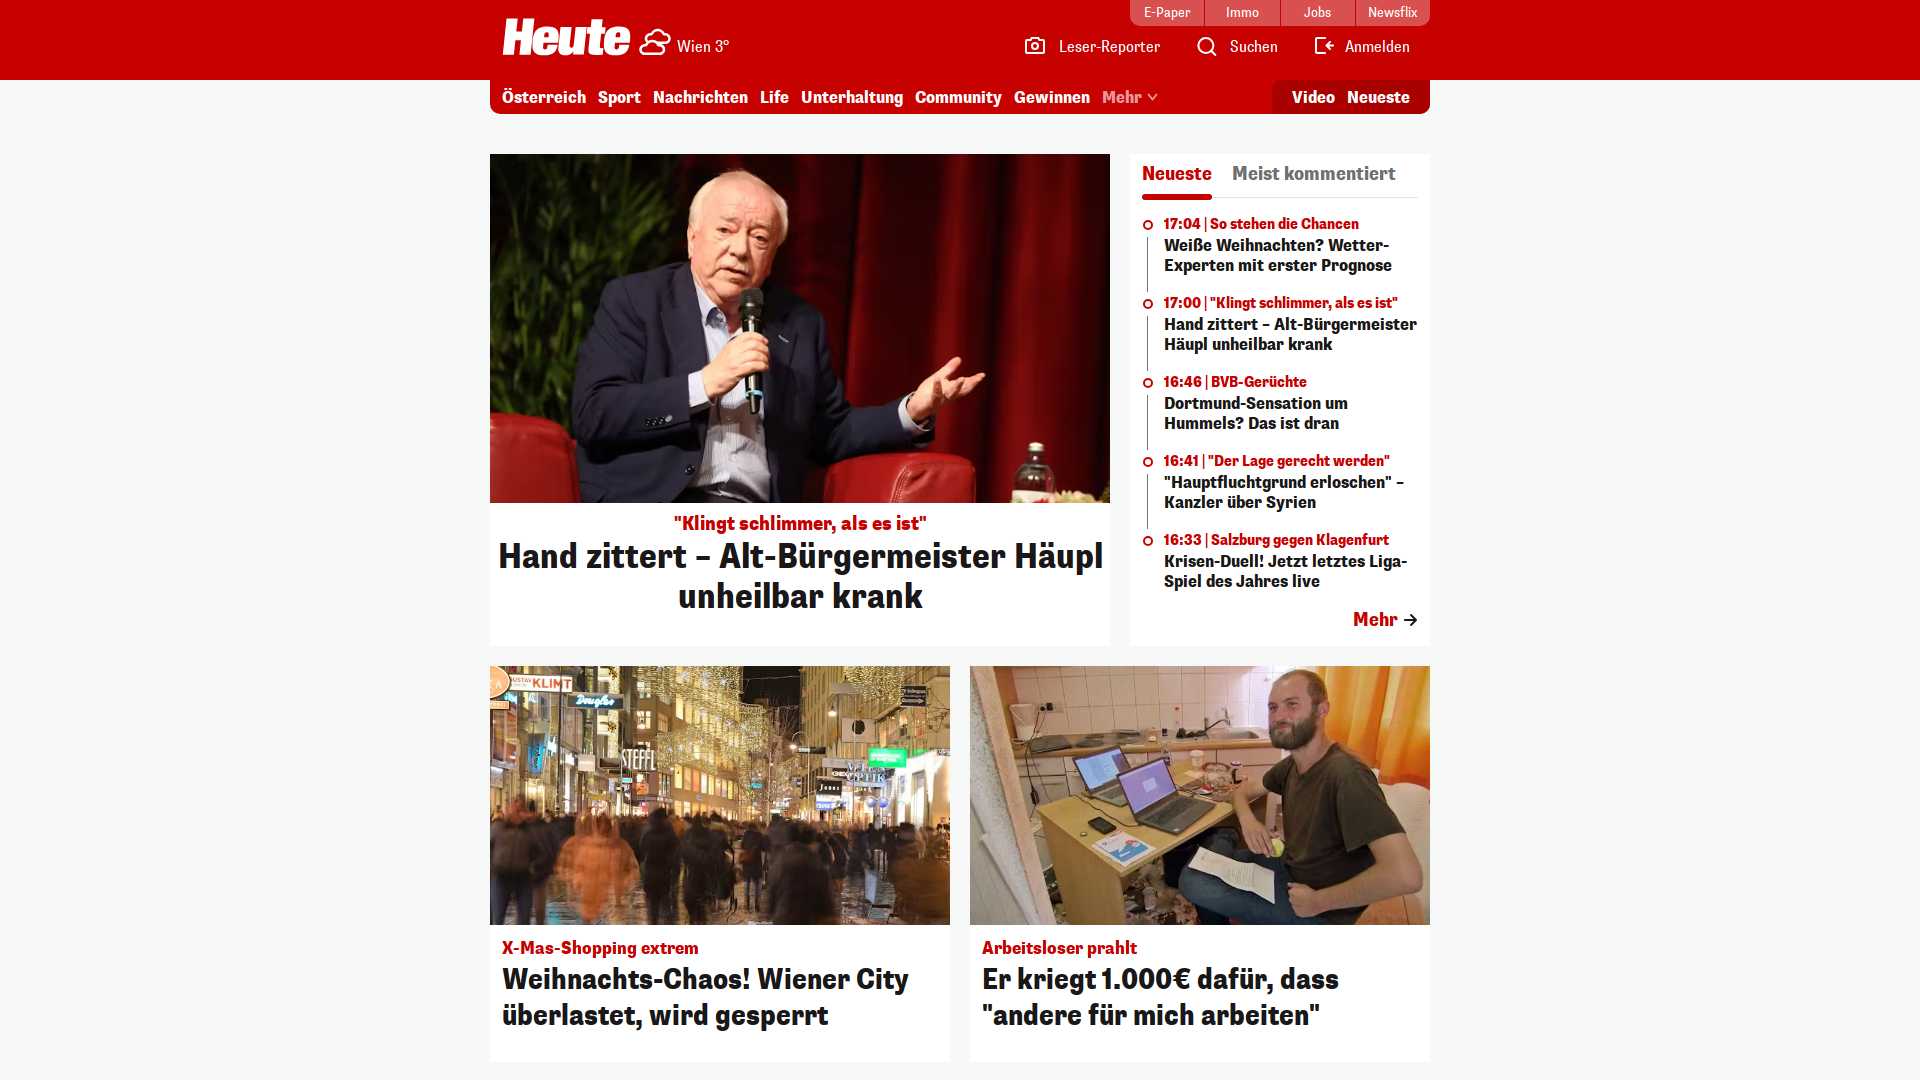 E-Paper
Immo
Jobs
Newsflix
Heute
Wien 3°
Leser-Reporter
Suchen
Anmelden
Österreich
Sport
Nachrichten
Life
Unterhaltung
Community
Gewinnen
Mehr
Video
Neueste
"Klingt schlimmer, als es ist"
Hand zittert – Alt-Bürgermeister Häupl
unheilbar krank
Neueste
Meist kommentiert
17:04 | So stehen die Chancen
Weiße Weihnachten? Wetter-
Experten mit erster Prognose
17:00 | "Klingt schlimmer, als es ist"
Hand zittert – Alt-Bürgermeister
Häupl unheilbar krank
16:46 | BVB-Gerüchte
Dortmund-Sensation um
Hummels? Das ist dran
16:41 | "Der Lage gerecht werden"
"Hauptfluchtgrund erloschen" –
Kanzler über Syrien
16:33 | Salzburg gegen Klagenfurt
Krisen-Duell! Jetzt letztes Liga-
Spiel des Jahres live
Mehr
KLIMT
Douglas
STEFFL
X-Mas-Shopping extrem
Weihnachts-Chaos! Wiener City
überlastet, wird gesperrt
Arbeitsloser prahlt
Er kriegt 1.000€ dafür, dass
"andere für mich arbeiten"